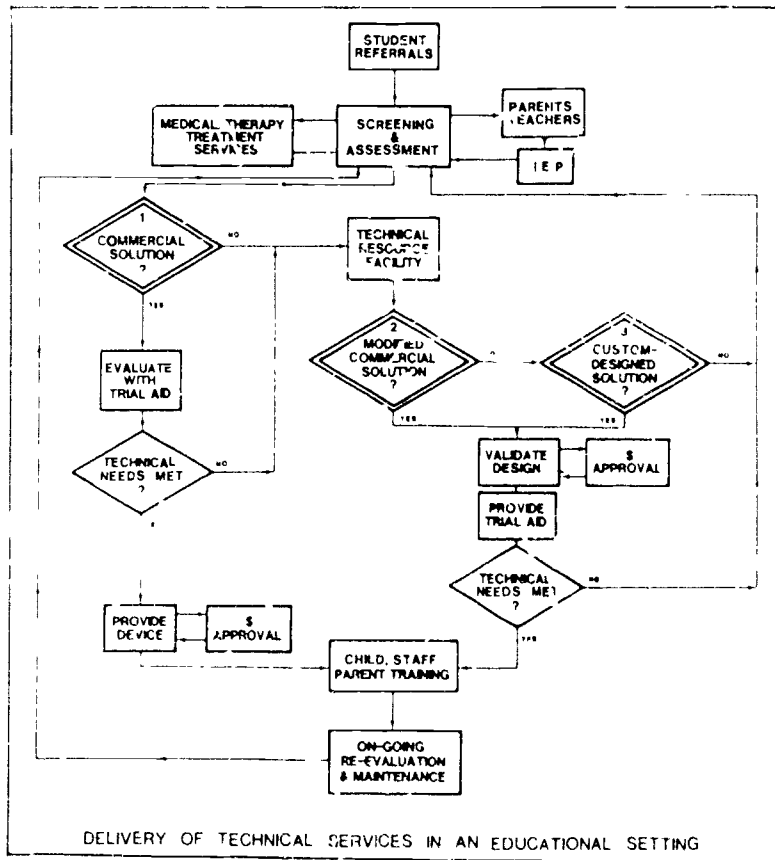 STUDENT
REFERRALS
MEDICAL, THERAPY
TREATMENT
SERVICES
SCREENING
&
ASSESSMENT
PARENTS
TEACHERS
I E P
1
COMMERCIAL
SOLUTION
?
NO
YES
TECHNICAL
RESOURCE
FACILITY
2
MODIFIED
COMMERCIAL
SOLUTION
?
YES
3
CUSTOM-
DESIGNED
SOLUTION
?
NO
YES
EVALUATE
WITH
TRIAL AID
TECHNICAL
NEEDS MET
?
NO
VALIDATE
DESIGN
$
APPROVAL
PROVIDE
TRIAL AID
TECHNICAL
NEEDS MET
?
NO
YES
PROVIDE
DEVICE
$
APPROVAL
CHILD, STAFF
PARENT TRAINING
ON-GOING
RE-EVALUATION
& MAINTENANCE
DELIVERY OF TECHNICAL SERVICES IN AN EDUCATIONAL SETTING